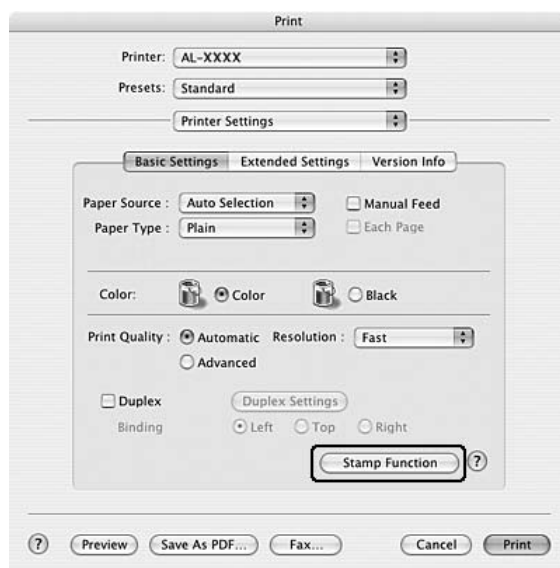 Print
Printer: AL-XXXX
Presets: Standard
Printer Settings
Basic Settings Extended Settings Version Info
Paper Source : Auto Selection Manual Feed
Paper Type : Plain Each Page
Color: Color Black
Print Quality : Automatic Resolution : Fast
Advanced
Duplex Duplex Settings
Binding Left Top Right
Stamp Function ?
? Preview Save As PDF... Fax... Cancel Print